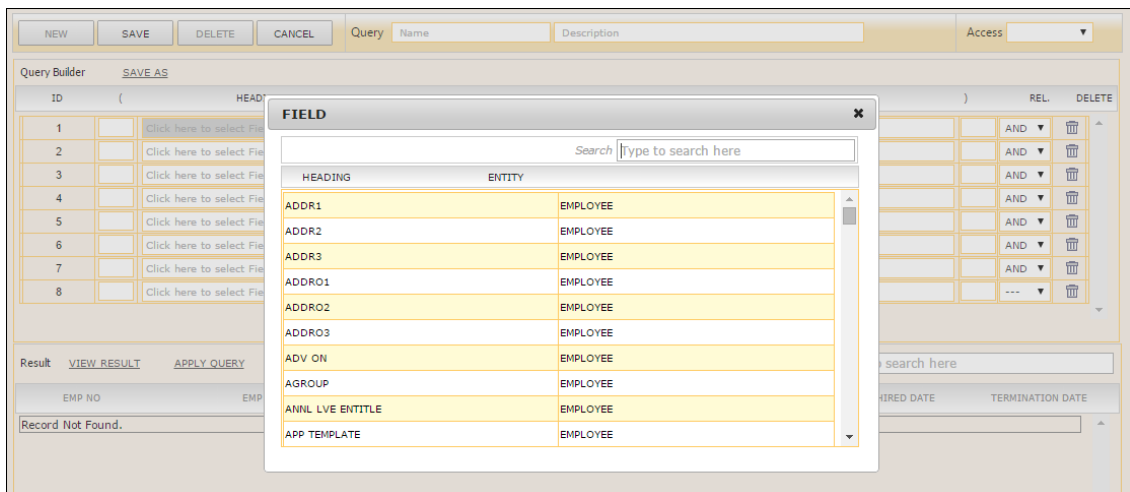 NEW SAVE DELETE CANCEL Query Name Description Access
Query Builder SAVE AS
ID ( HEAD ) REL. DELETE
FIELD
1 Click here to select Fie AND
Search Type to search here
2 Click here to select Fie AND
3 Click here to select Fie AND
HEADING ENTITY
4 Click here to select Fie AND
ADDR1 EMPLOYEE
5 Click here to select Fie AND
ADDR2 EMPLOYEE
6 Click here to select Fie AND
ADDR3 EMPLOYEE
7 Click here to select Fie AND
ADDRO1 EMPLOYEE
8 Click here to select Fie ---
ADDRO2 EMPLOYEE
ADDRO3 EMPLOYEE
Result VIEW RESULT APPLY QUERY search here
ADV ON EMPLOYEE
AGROUP EMPLOYEE
EMP NO EMP HIRED DATE TERMINATION DATE
ANNL LVE ENTITLE EMPLOYEE
Record Not Found.
APP TEMPLATE EMPLOYEE